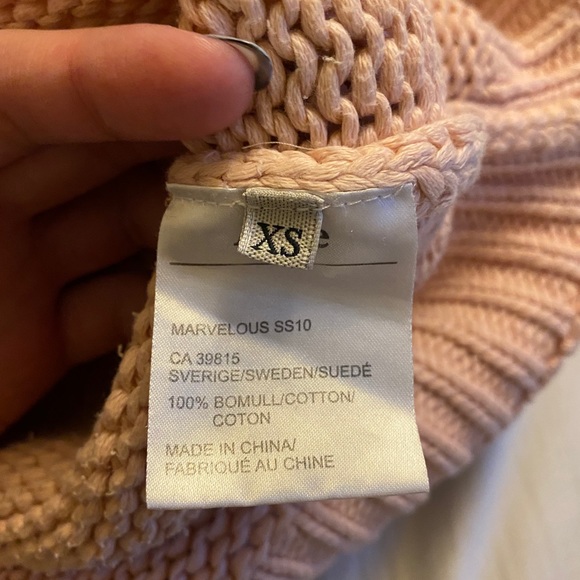 XS
MARVELOUS SS10
CA 39815
SVERIGE/SWEDEN/SUEDÉ
100% BOMULL/COTTON/
COTON
MADE IN CHINA/
FABRIQUÉ AU CHINE